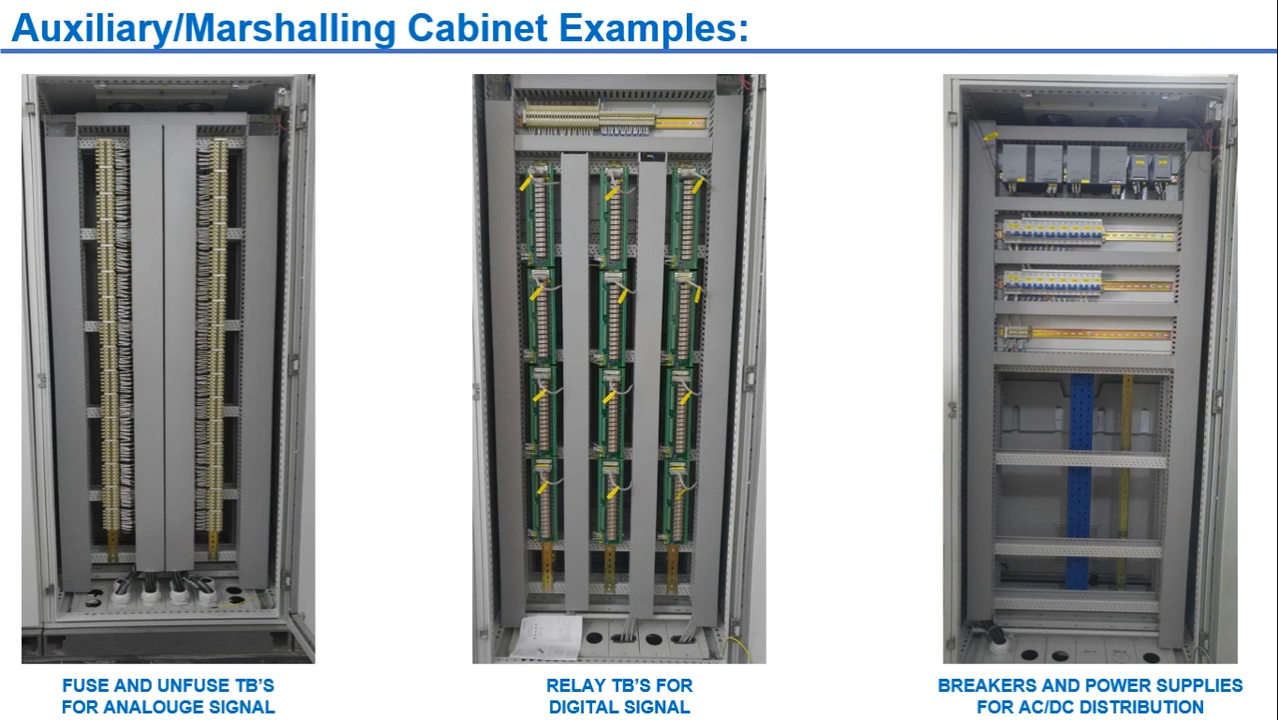 Auxiliary/Marshalling Cabinet Examples:
FUSE AND UNFUSE TB'S
FOR ANALOUGE SIGNAL
RELAY TB'S FOR
DIGITAL SIGNAL
BREAKERS AND POWER SUPPLIES
FOR AC/DC DISTRIBUTION